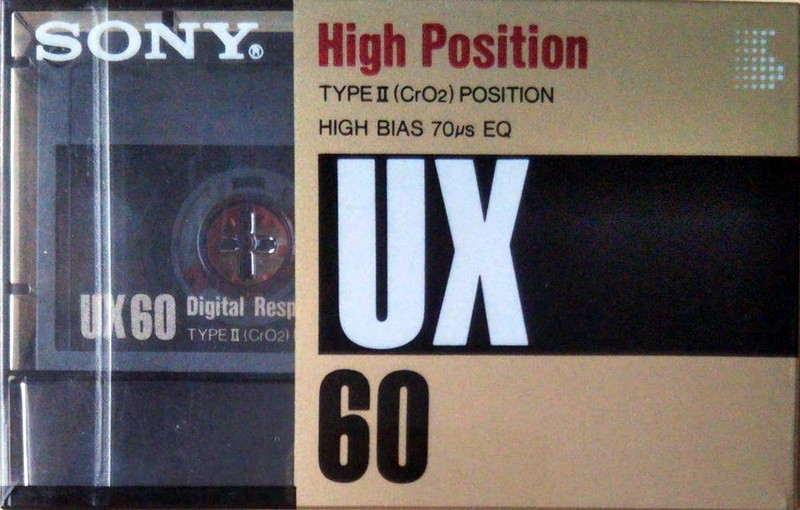 SONY®
High Position
TYPE II (CrO2) POSITION
HIGH BIAS 70µs EQ
UX
60
UX60 Digital Resp
TYPE II (CrO2)